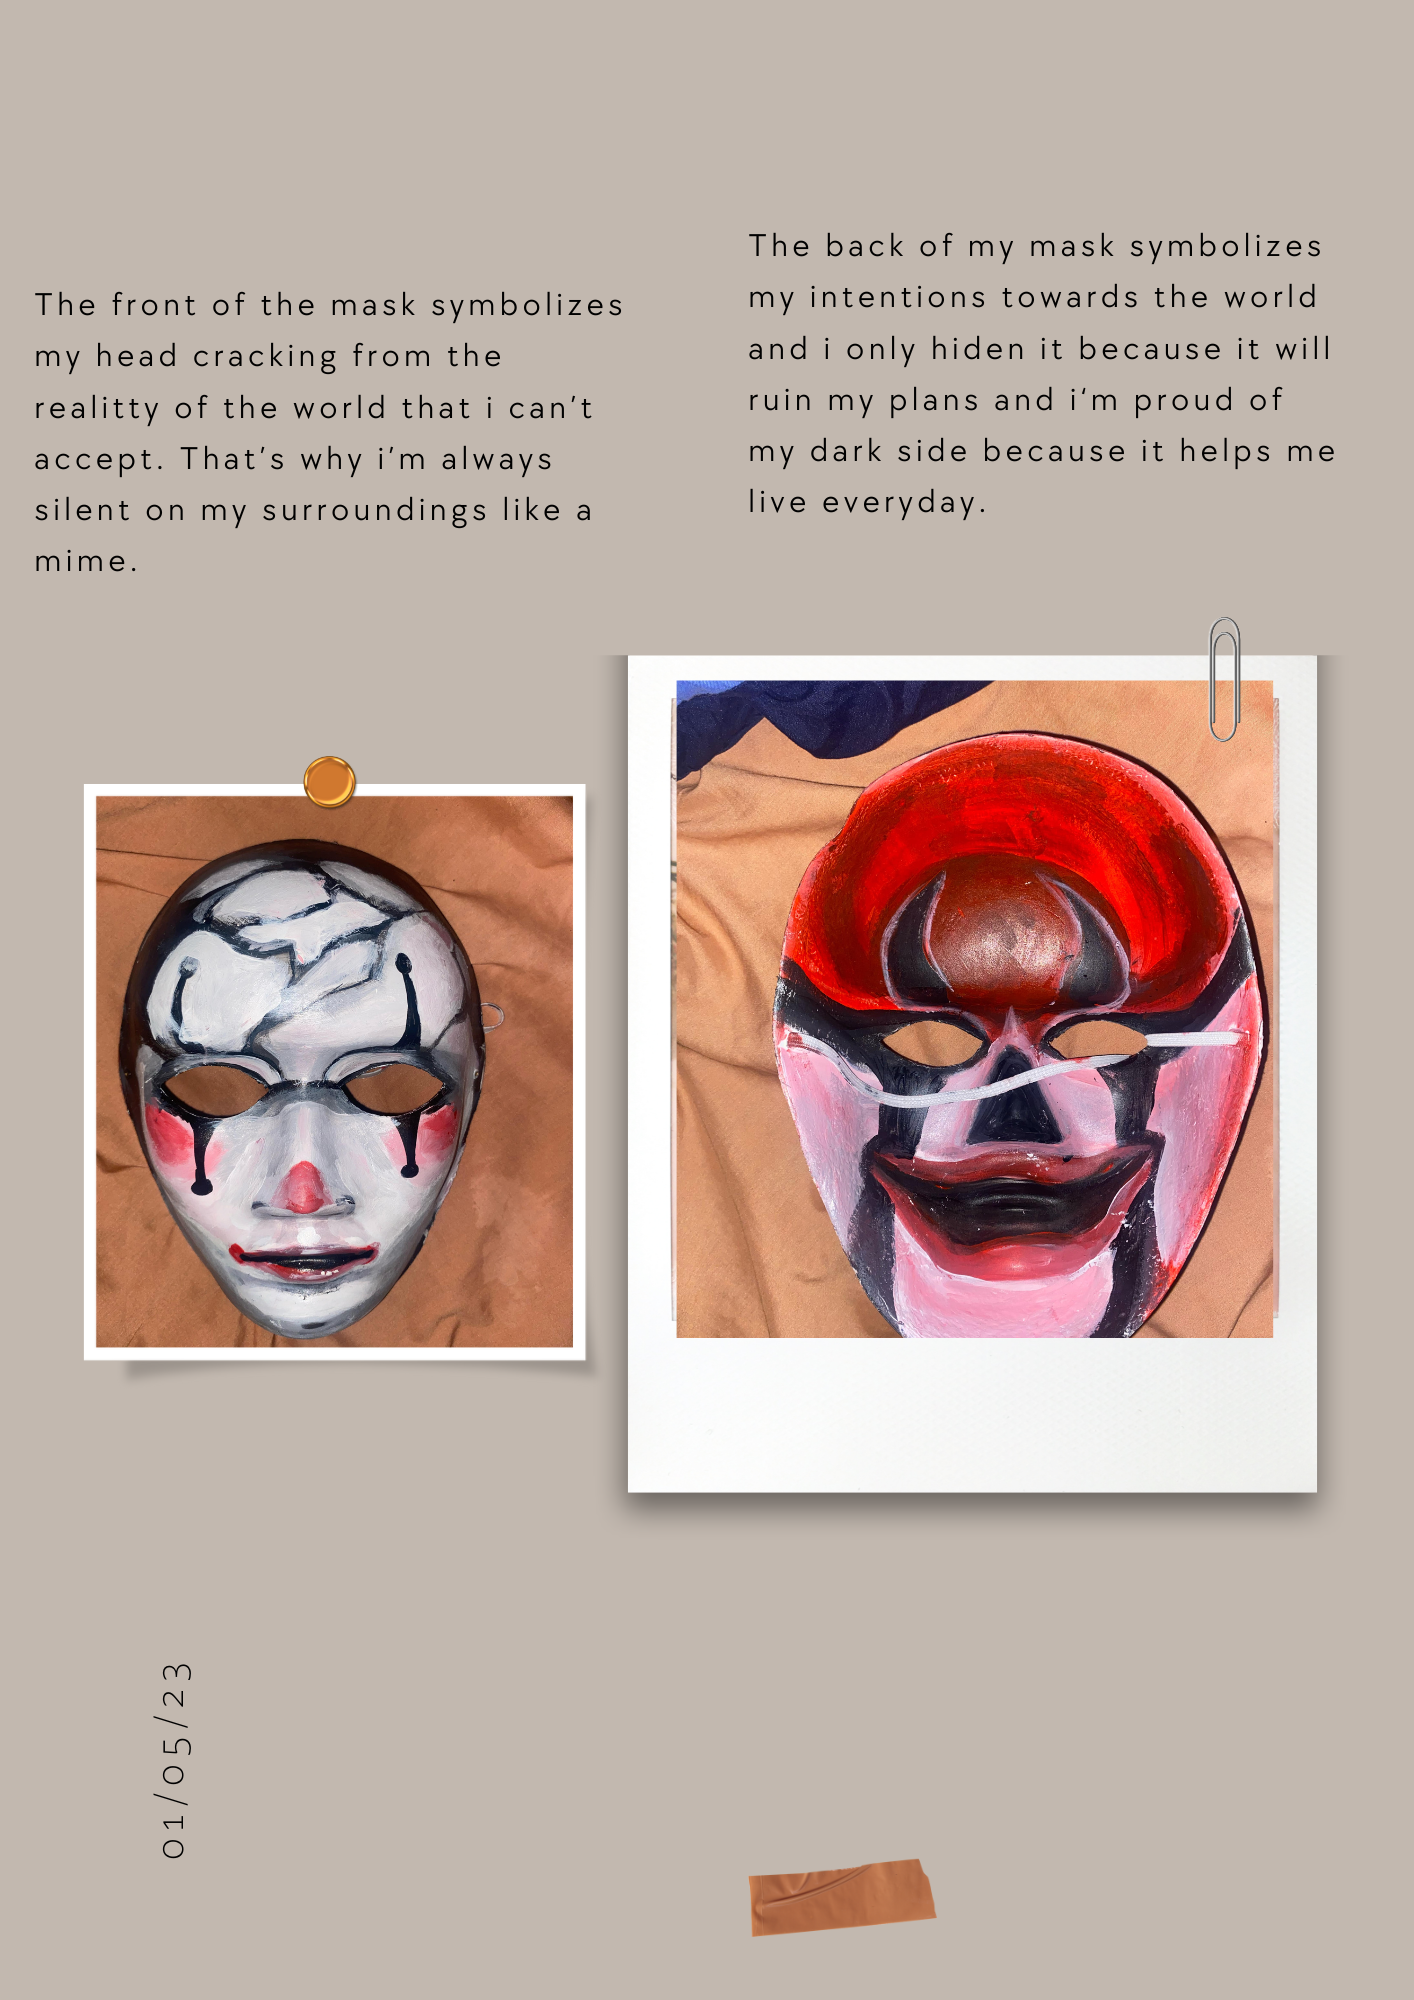 The front of the mask symbolizes
my head cracking from the
realitty of the world that i can't
accept. That's why i'm always
silent on my surroundings like a
mime.
The back of my mask symbolizes
my intentions towards the world
and i only hiden it because it will
ruin my plans and i‘m proud of
my dark side because it helps me
live everyday.
01/05/23